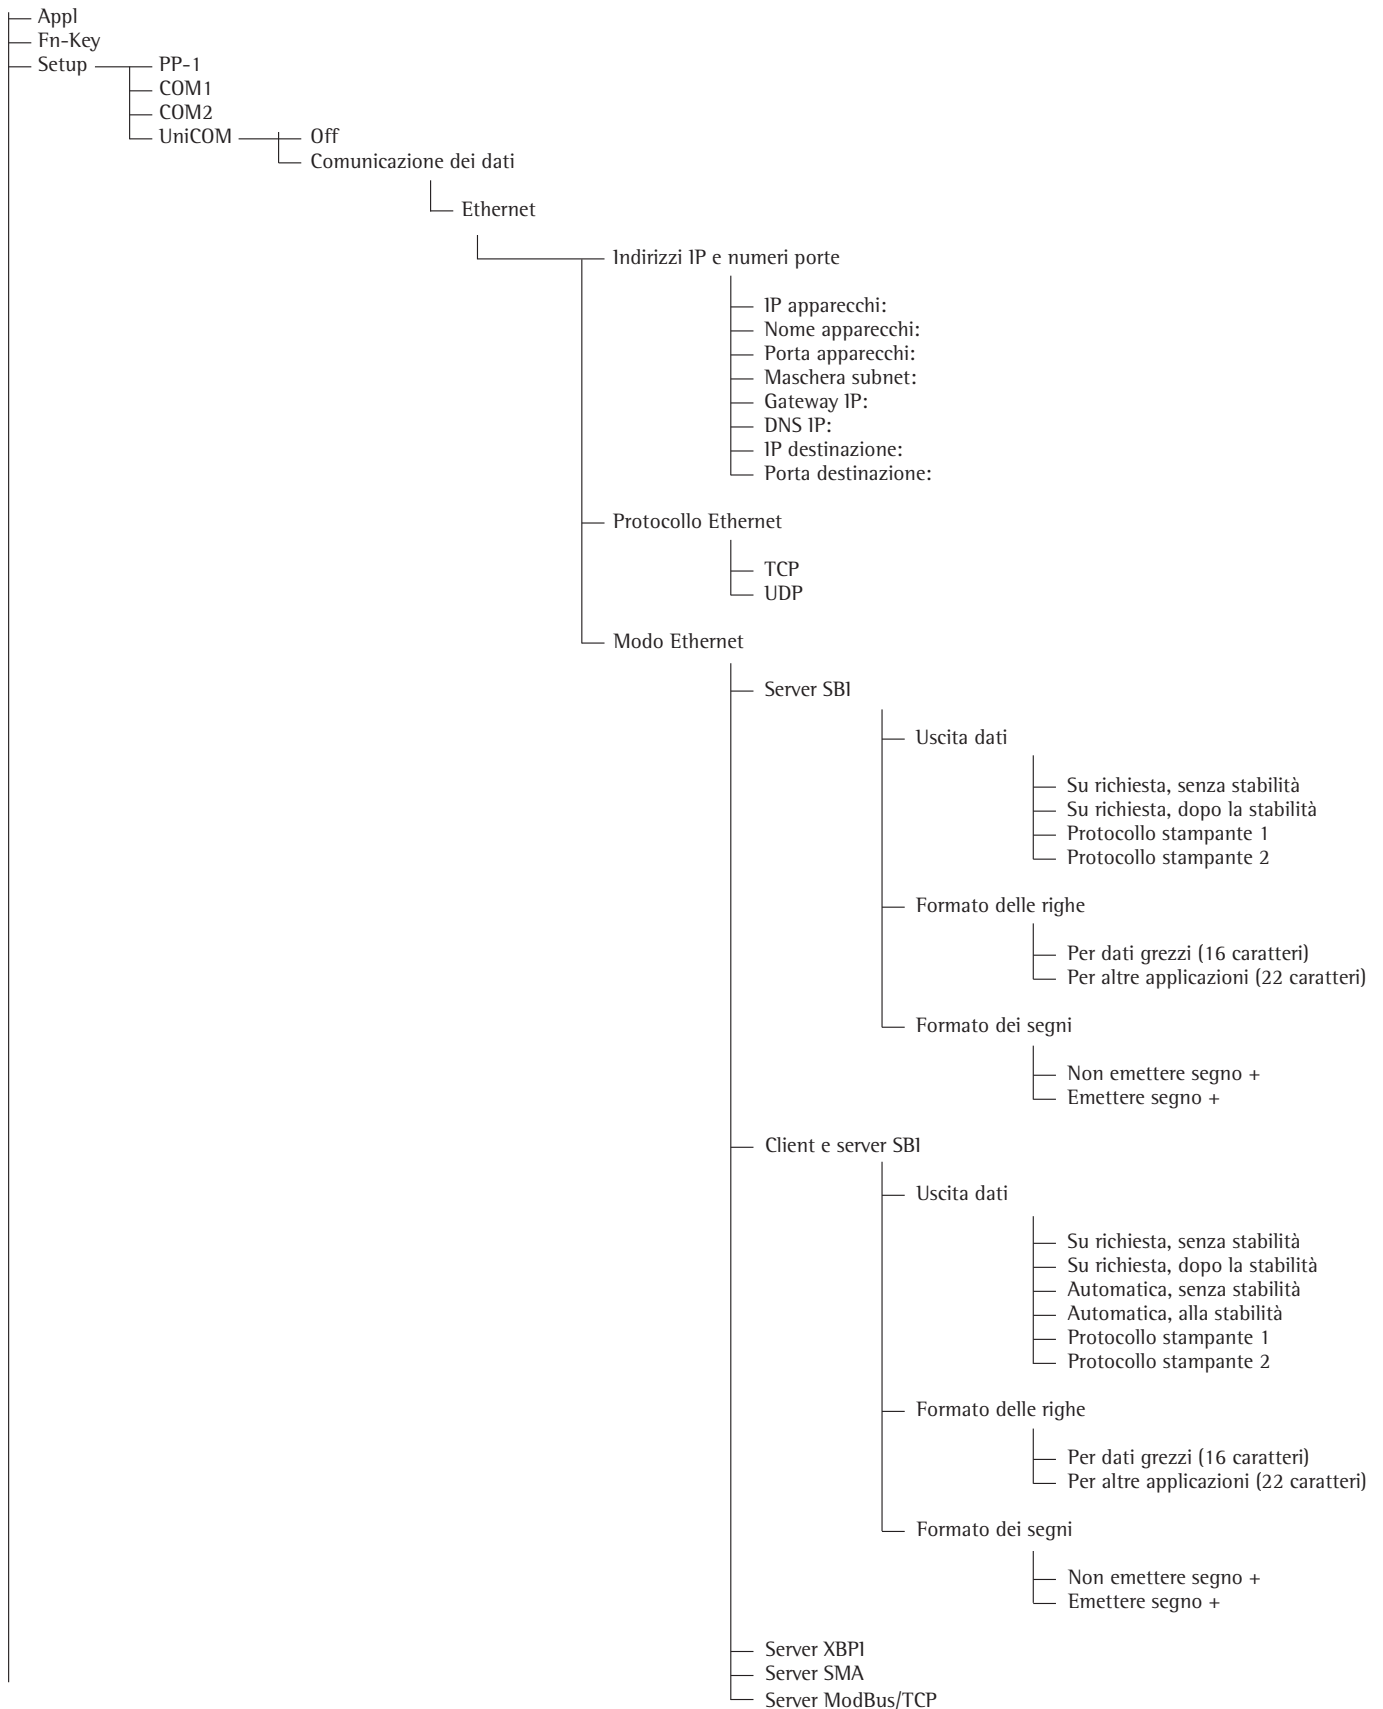 Appl
Fn-Key
Setup PP-1
COM1
COM2
UniCOM Off
Comunicazione dei dati
Ethernet
Indirizzi IP e numeri porte
IP apparecchi:
Nome apparecchi:
Porta apparecchi:
Maschera subnet:
Gateway IP:
DNS IP:
IP destinazione:
Porta destinazione:
Protocollo Ethernet
TCP
UDP
Modo Ethernet
Server SBI
Uscita dati
Su richiesta, senza stabilità
Su richiesta, dopo la stabilità
Protocollo stampante 1
Protocollo stampante 2
Formato delle righe
Per dati grezzi (16 caratteri)
Per altre applicazioni (22 caratteri)
Formato dei segni
Non emettere segno +
Emettere segno +
Client e server SBI
Uscita dati
Su richiesta, senza stabilità
Su richiesta, dopo la stabilità
Automatica, senza stabilità
Automatica, alla stabilità
Protocollo stampante 1
Protocollo stampante 2
Formato delle righe
Per dati grezzi (16 caratteri)
Per altre applicazioni (22 caratteri)
Formato dei segni
Non emettere segno +
Emettere segno +
Server XBPI
Server SMA
Server ModBus/TCP